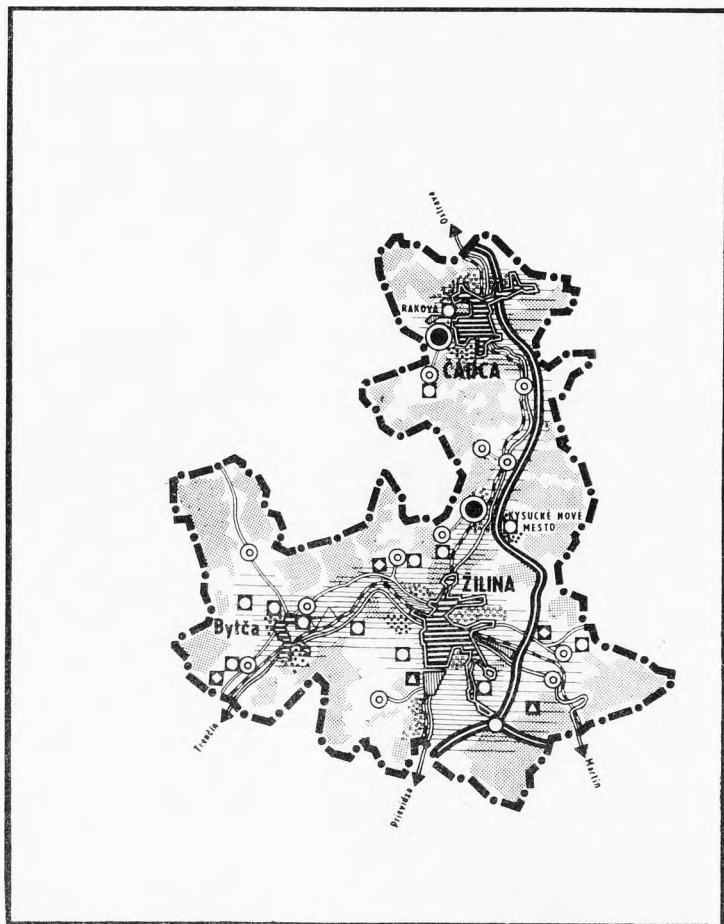 Ostrava
RAKOVÁ
ČADCA
KYSUCKÉ NOVÉ
MESTO
ŽILINA
Bytča
Trenčín
Prievidza
Martin